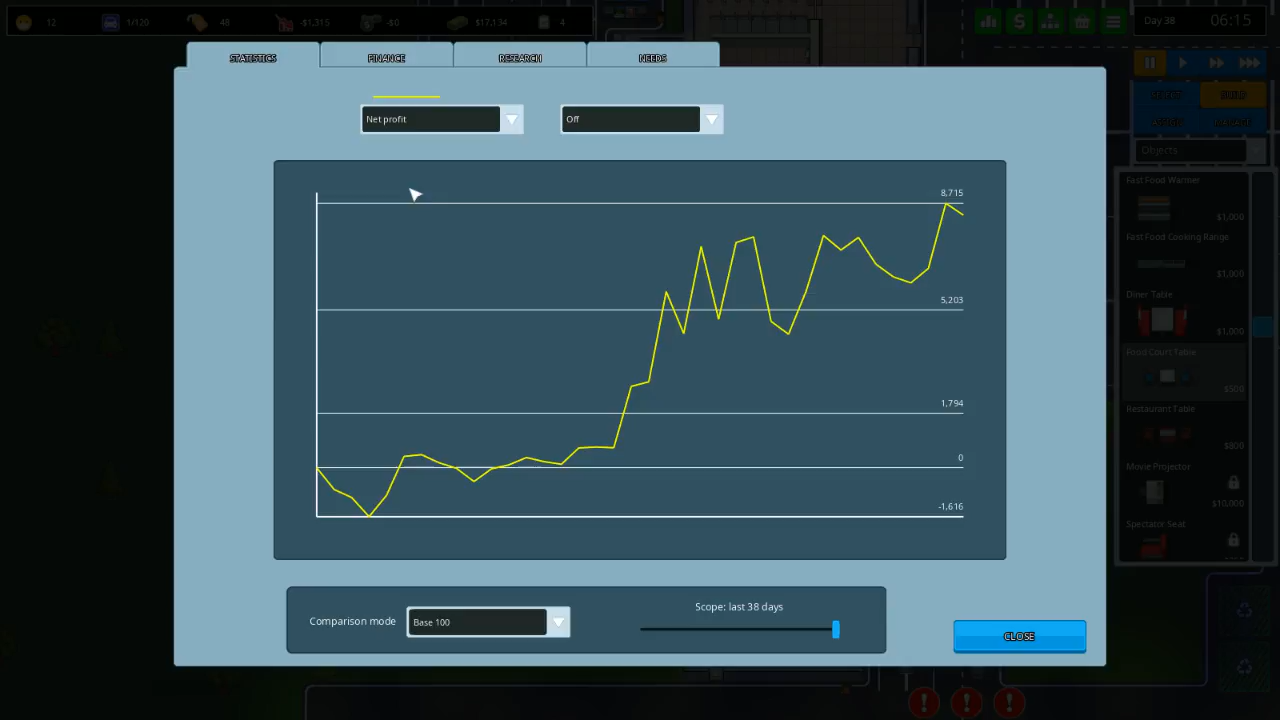 12 1/120 48 -$1,315 -$0 $17,134 4
Day 38 06:15
STATISTICS FINANCE RESEARCH NEEDS
Net profit Off
BUILD
MANAGE
Objects
Fast Food Warmer
$1,000
Fast Food Cooking Range
$1,000
Diner Table
$1,000
Food Court Table
$500
Restaurant Table
$800
Movie Projector
$10,000
Spectator Seat
8,715
5,203
1,794
0
-1,616
Comparison mode Base 100
Scope: last 38 days
CLOSE